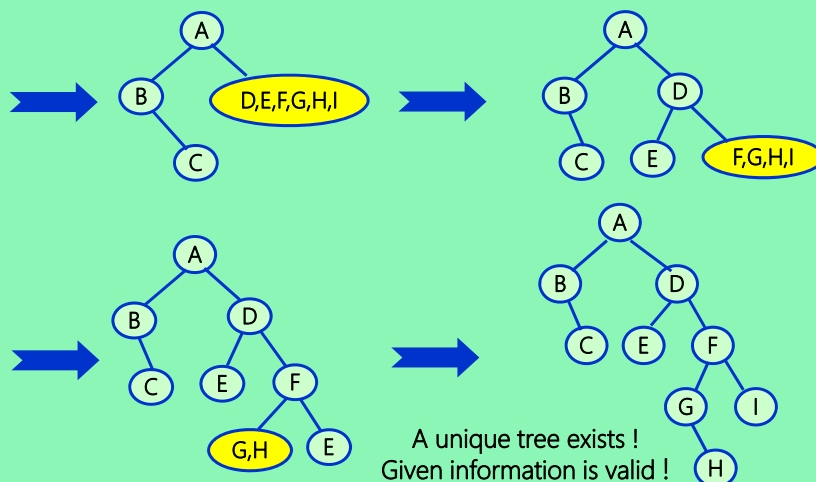 A
B
D,E,F,G,H,I
C
A
B
D
C
E
F,G,H,I
A
B
D
C
E
F
G,H
E
A
B
D
C
E
F
G
I
H
A unique tree exists !
Given information is valid !